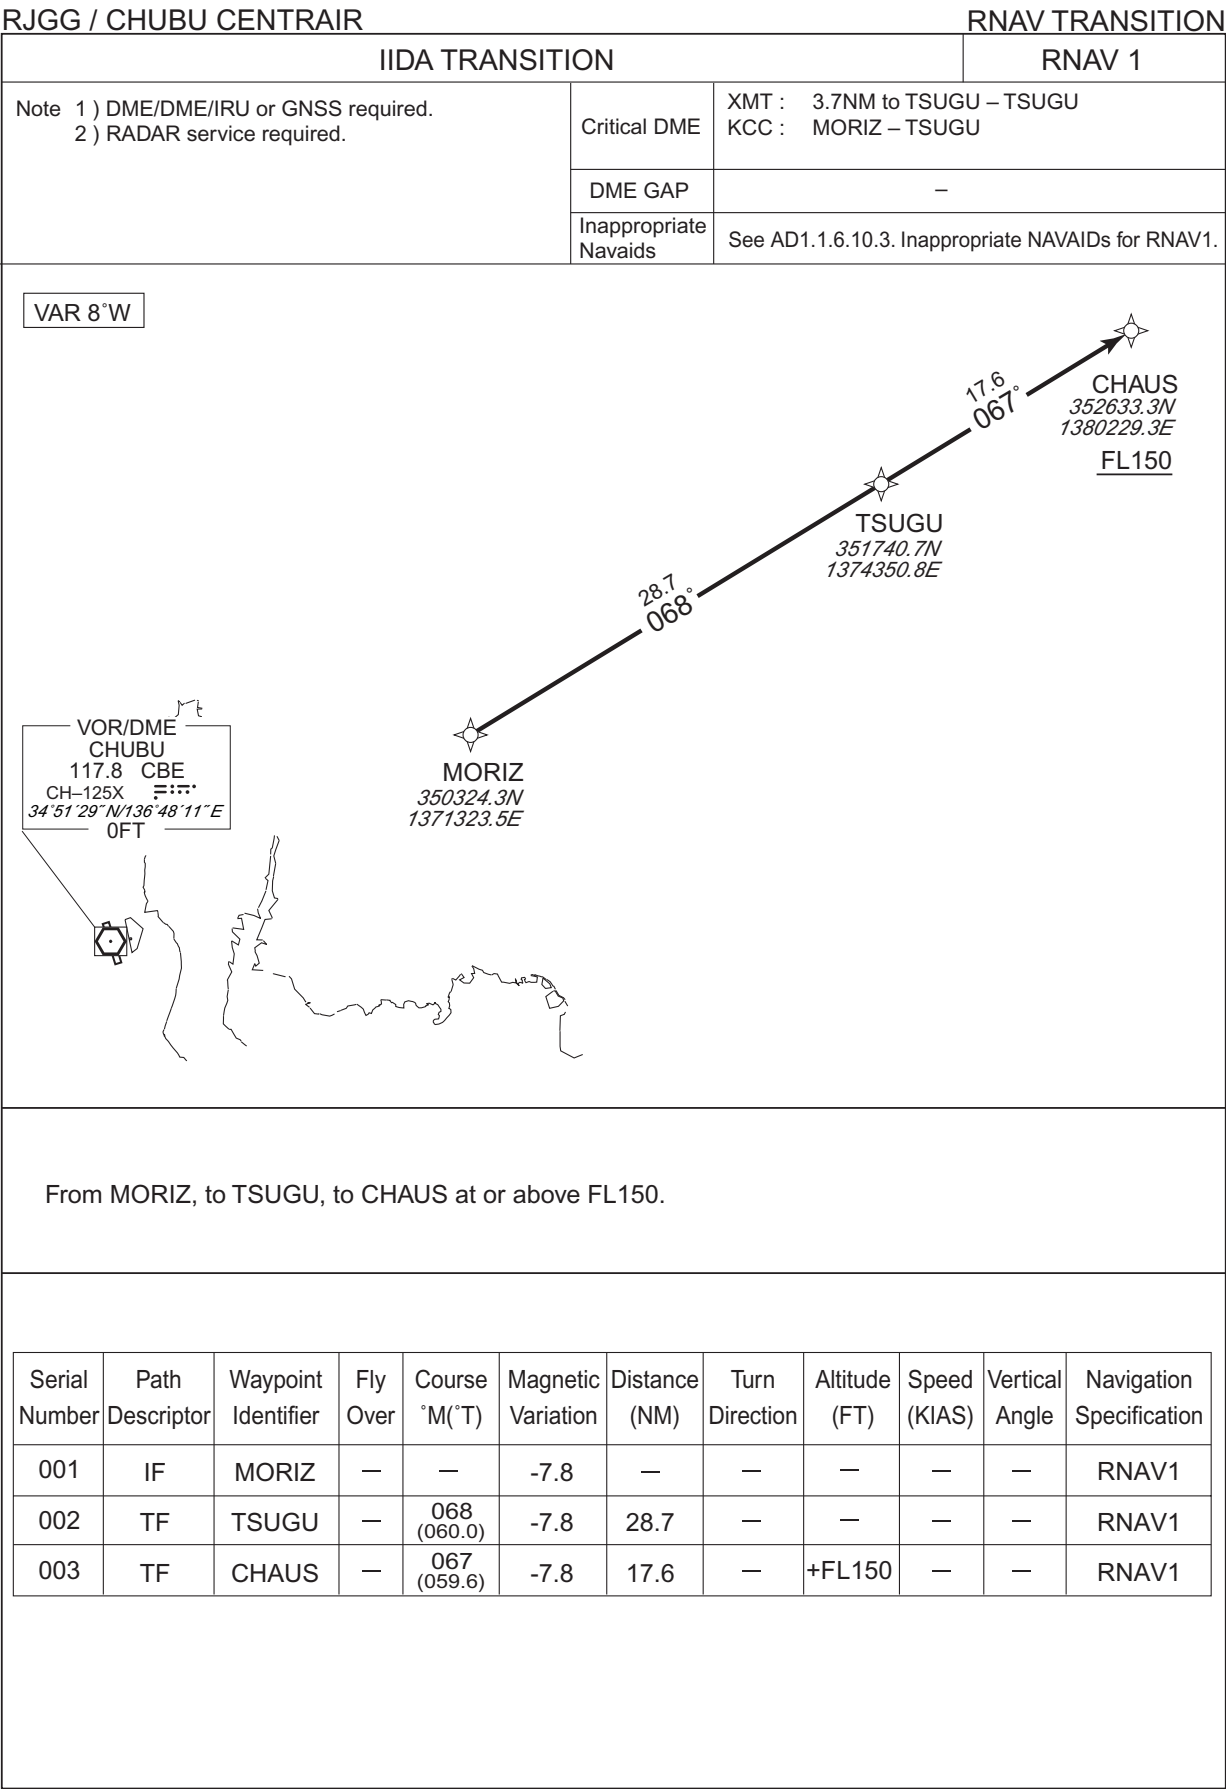 RJGG / CHUBU CENTRAIR
RNAV TRANSITION
IIDA TRANSITION
RNAV 1
Note 1 ) DME/DME/IRU or GNSS required.
2 ) RADAR service required.
Critical DME
XMT : 3.7NM to TSUGU – TSUGU
KCC : MORIZ – TSUGU
DME GAP
–
Inappropriate
Navaids
See AD1.1.6.10.3. Inappropriate NAVAIDs for RNAV1.
VAR 8˚W
17.6
067˚
CHAUS
352633.3N
1380229.3E
FL150
TSUGU
351740.7N
1374350.8E
28.7
068˚
MORIZ
350324.3N
1371323.5E
VOR/DME
CHUBU
117.8 CBE
CH–125X
34˚51´29˝N/136˚48´11˝E
0FT
From MORIZ, to TSUGU, to CHAUS at or above FL150.
Serial Number Path Descriptor Waypoint Identifier Fly Over Course ˚M(˚T) Magnetic Variation Distance (NM) Turn Direction Altitude (FT) Speed (KIAS) Vertical Angle Navigation Specification
001 IF MORIZ – – -7.8 – – – – – RNAV1
002 TF TSUGU – 068 (060.0) -7.8 28.7 – – – – RNAV1
003 TF CHAUS – 067 (059.6) -7.8 17.6 – +FL150 – – RNAV1